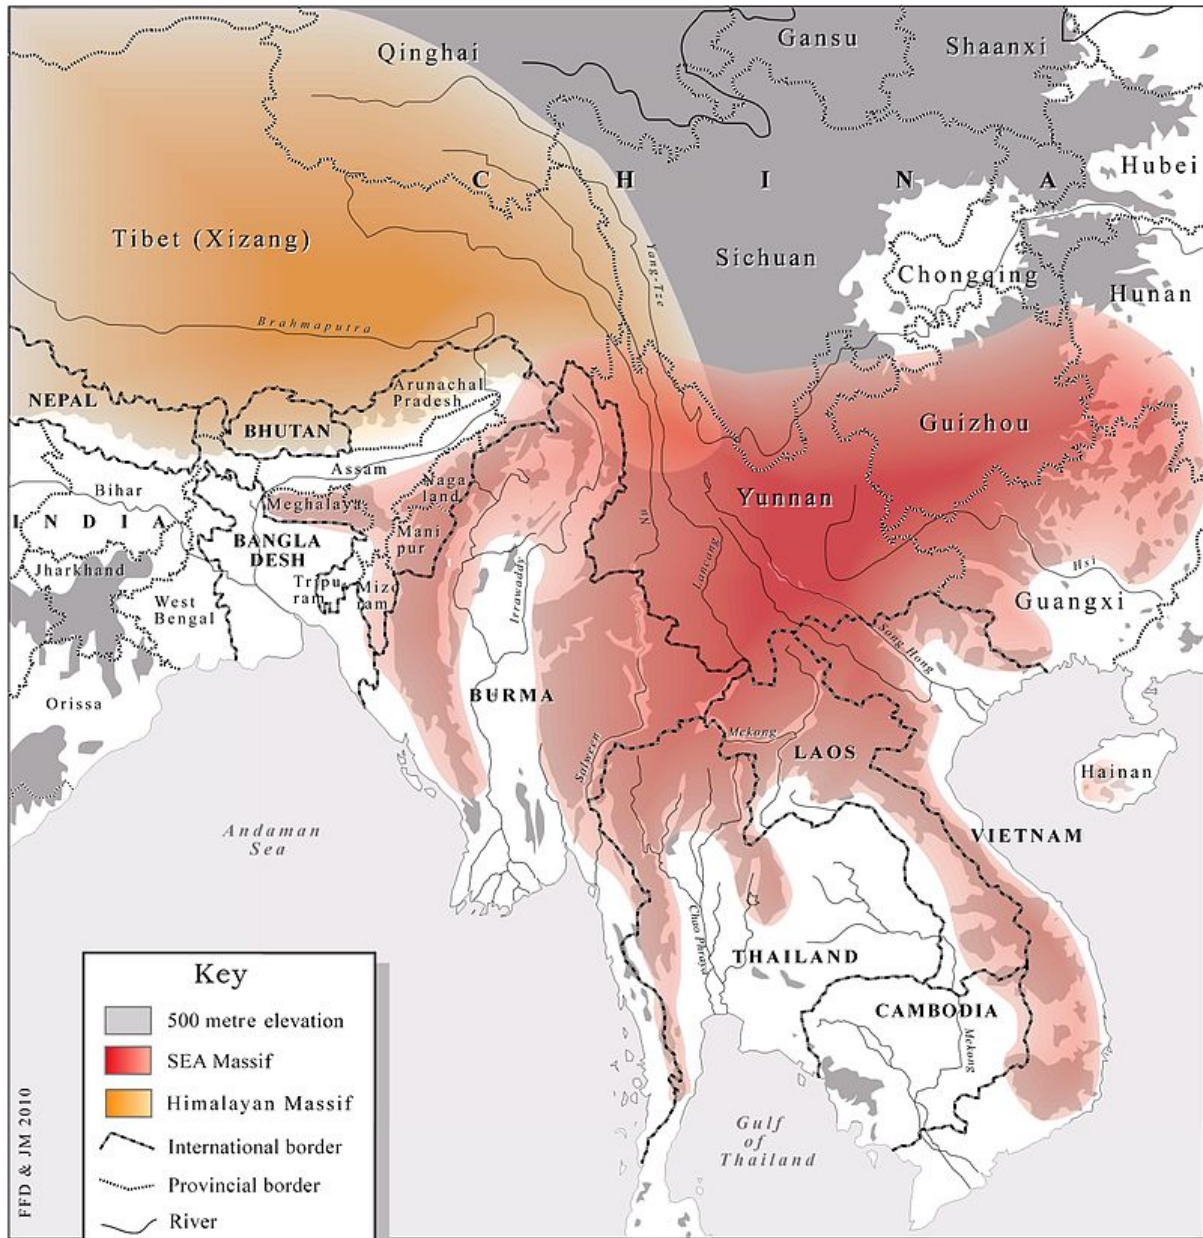 Qinghai
Gansu
Shaanxi
Hubei
C H I N A
Tibet (Xizang)
Yang-Tze
Sichuan
Chongqing
Hunan
Brahmaputra
Arunachal
Pradesh
NEPAL
BHUTAN
Guizhou
Assam
Naga
land
Yunnan
Bihar
Meghalaya
I N D I A
BANGLA
DESH
Mani
pur
Nu
Lancang
Hsi
Jharkhand
Tripu
ram
Mizo
ram
Irrawaddy
West
Bengal
Guangxi
Song Hong
BURMA
Orissa
Mekong
LAOS
Salween
Hainan
Andaman
Sea
VIETNAM
Chao Phraya
THAILAND
CAMBODIA
Mekong
Gulf
of
Thailand
Key
500 metre elevation
SEA Massif
Himalayan Massif
International border
Provincial border
River
FFD & JM 2010